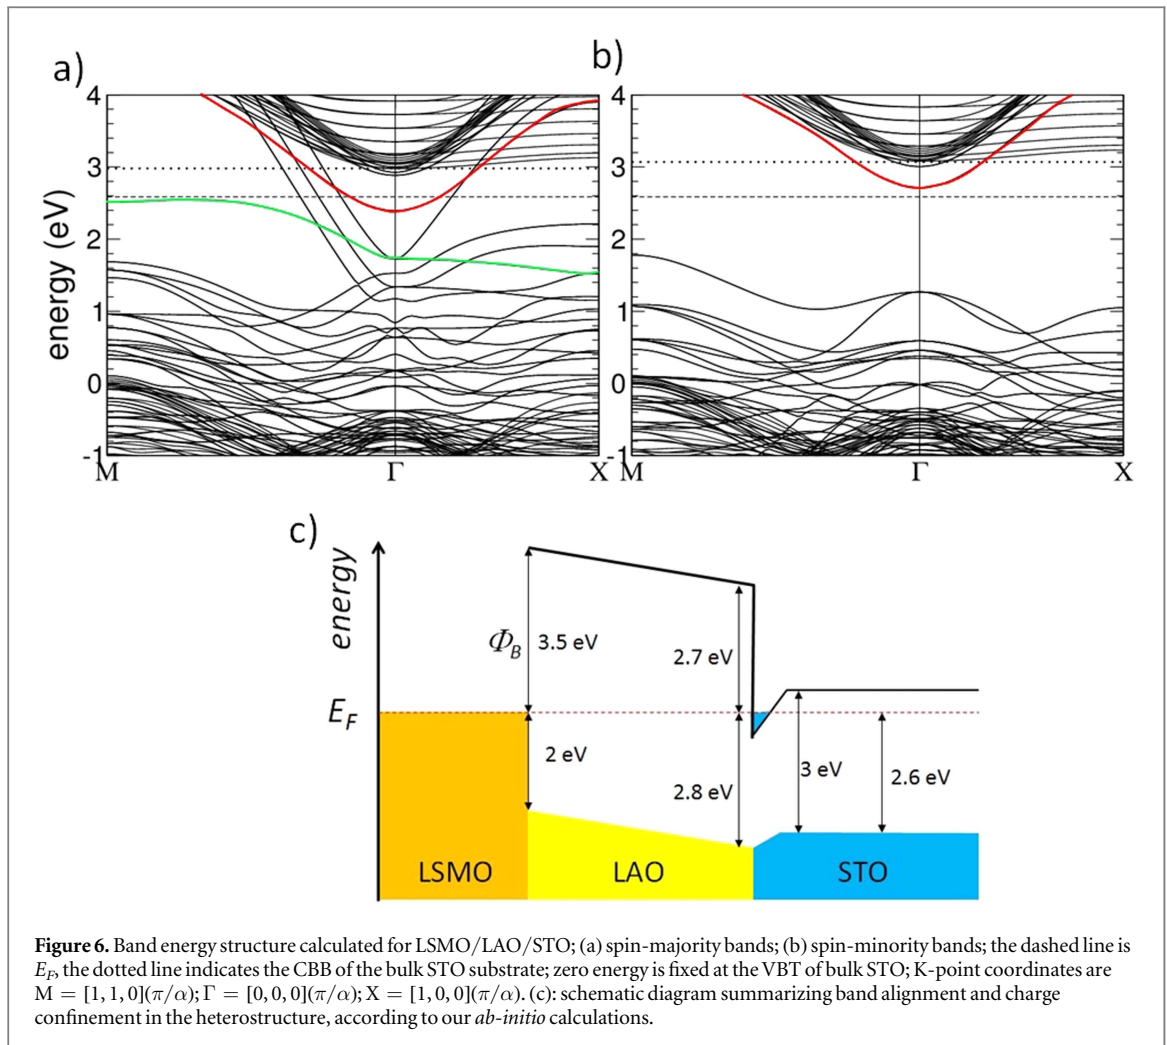 a)
b)
4
3
2
1
0
-1
energy (eV)
M
Γ
X
4
3
2
1
0
-1
M
Γ
X
c)
energy
Φ_B
3.5 eV
2.7 eV
E_F
2 eV
2.8 eV
3 eV
2.6 eV
LSMO
LAO
STO
Figure 6. Band energy structure calculated for LSMO/LAO/STO; (a) spin-majority bands; (b) spin-minority bands; the dashed line is
E_F, the dotted line indicates the CBB of the bulk STO substrate; zero energy is fixed at the VBT of bulk STO; K-point coordinates are
M = [1, 1, 0](π/α); Γ = [0, 0, 0](π/α); X = [1, 0, 0](π/α). (c): schematic diagram summarizing band alignment and charge
confinement in the heterostructure, according to our ab-initio calculations.